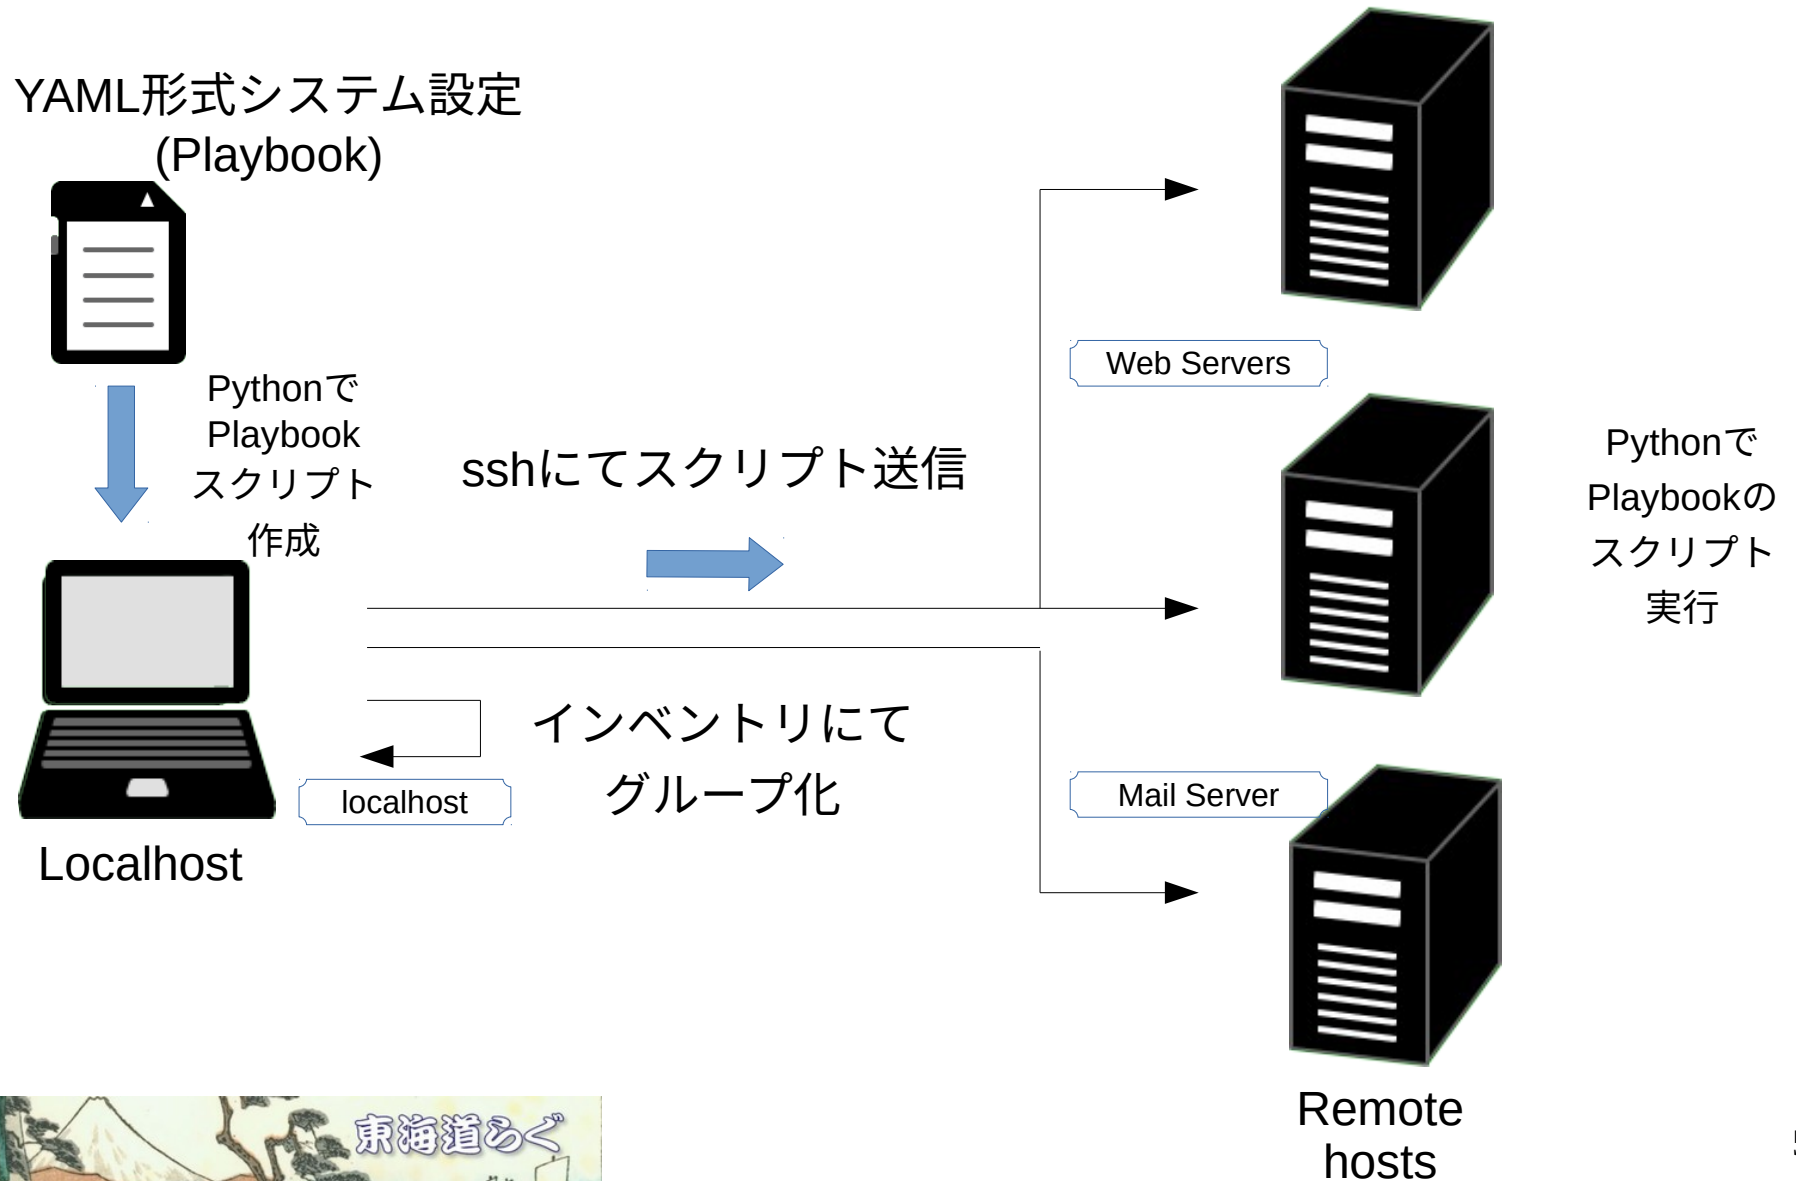 YAML形式システム設定
(Playbook)
Pythonで
Playbook
スクリプト
作成
sshにてスクリプト送信
Web Servers
Pythonで
Playbookの
スクリプト
実行
インベントリにて
グループ化
localhost
Mail Server
Localhost
東海道らぐ
Remote
hosts